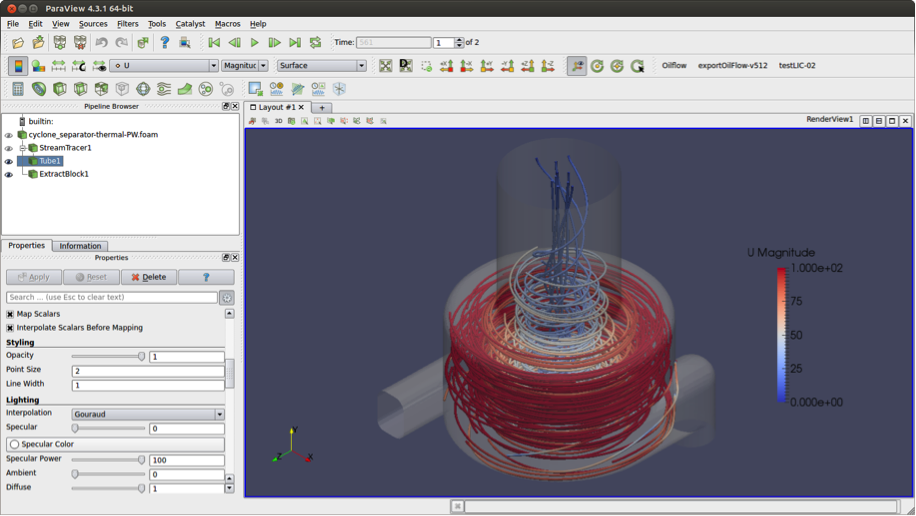 ParaView 4.3.1 64-bit
File Edit View Sources Filters Tools Catalyst Macros Help
Time: 561 1 of 2
U Magnituc Surface Oilflow exportOilFlow-v512 testLIC-02
Pipeline Browser
Layout #1
builtin:
3D RenderView1
cyclone_separator-thermal-PW.foam
StreamTracer1
Tube1
ExtractBlock1
Properties Information
Properties
Apply Reset Delete ?
Search ... (use Esc to clear text)
Map Scalars
Interpolate Scalars Before Mapping
Styling
Opacity 1
Point Size 2
Line Width 1
Lighting
Interpolation Gouraud
Specular 0
Specular Color
Specular Power 100
Ambient 0
Diffuse 1
U Magnitude
1.000e+02
75
50
25
0.000e+00
Y
Z X